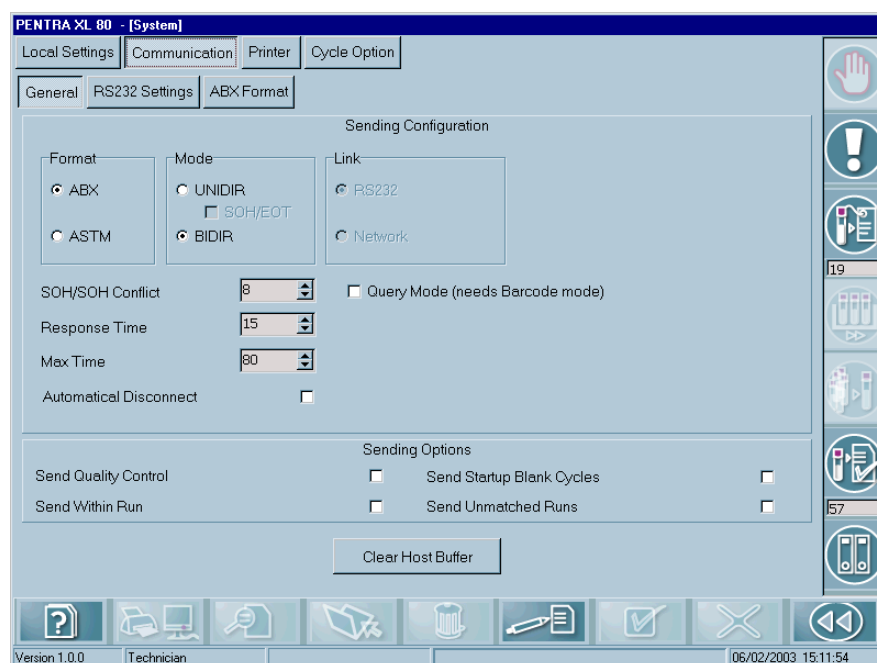 PENTRA XL 80 - [System]
Local Settings Communication Printer Cycle Option
General RS232 Settings ABX Format
Sending Configuration
Format Mode Link
ABX UNIDIR RS232
SOH/EOT
ASTM BIDIR Network
SOH/SOH Conflict 8 Query Mode (needs Barcode mode)
Response Time 15
Max Time 80
Automatical Disconnect
19
Sending Options
Send Quality Control Send Startup Blank Cycles
Send Within Run Send Unmatched Runs
57
Clear Host Buffer
?
Version 1.0.0 Technician 06/02/2003 15:11:54